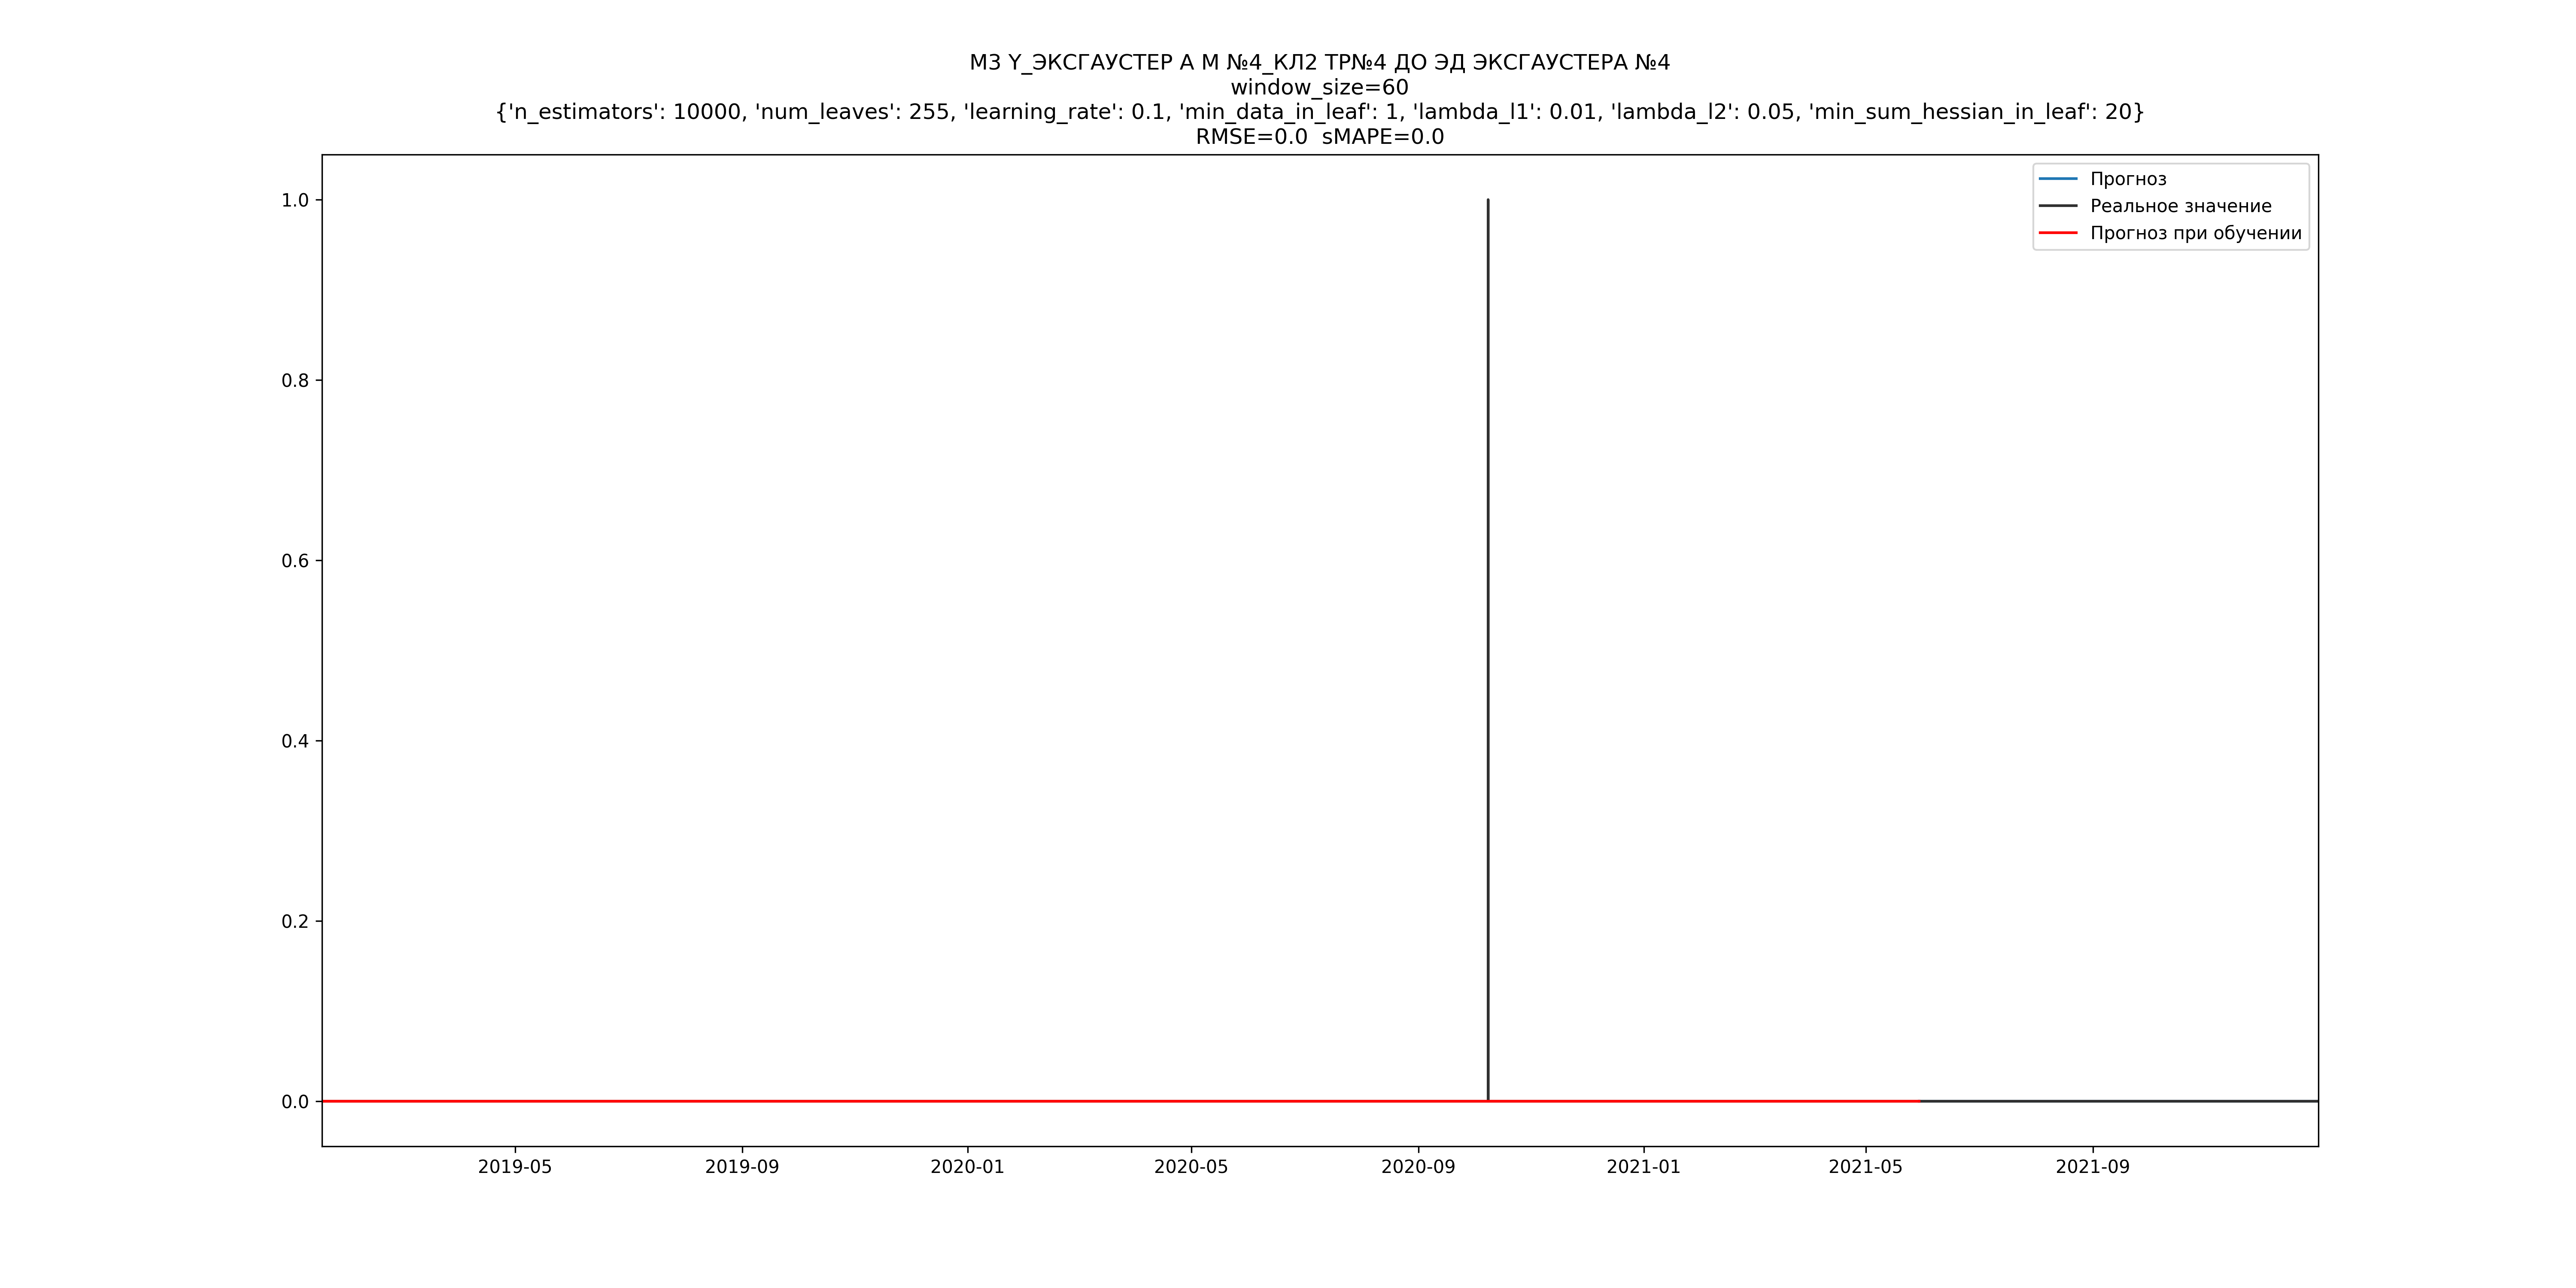 М3 Y_ЭКСГАУСТЕР А М №4_КЛ2 ТР№4 ДО ЭД ЭКСГАУСТЕРА №4
window_size=60
{'n_estimators': 10000, 'num_leaves': 255, 'learning_rate': 0.1, 'min_data_in_leaf': 1, 'lambda_l1': 0.01, 'lambda_l2': 0.05, 'min_sum_hessian_in_leaf': 20}
RMSE=0.0  sMAPE=0.0
Прогноз
Реальное значение
Прогноз при обучении
1.0
0.8
0.6
0.4
0.2
0.0
2019-05
2019-09
2020-01
2020-05
2020-09
2021-01
2021-05
2021-09